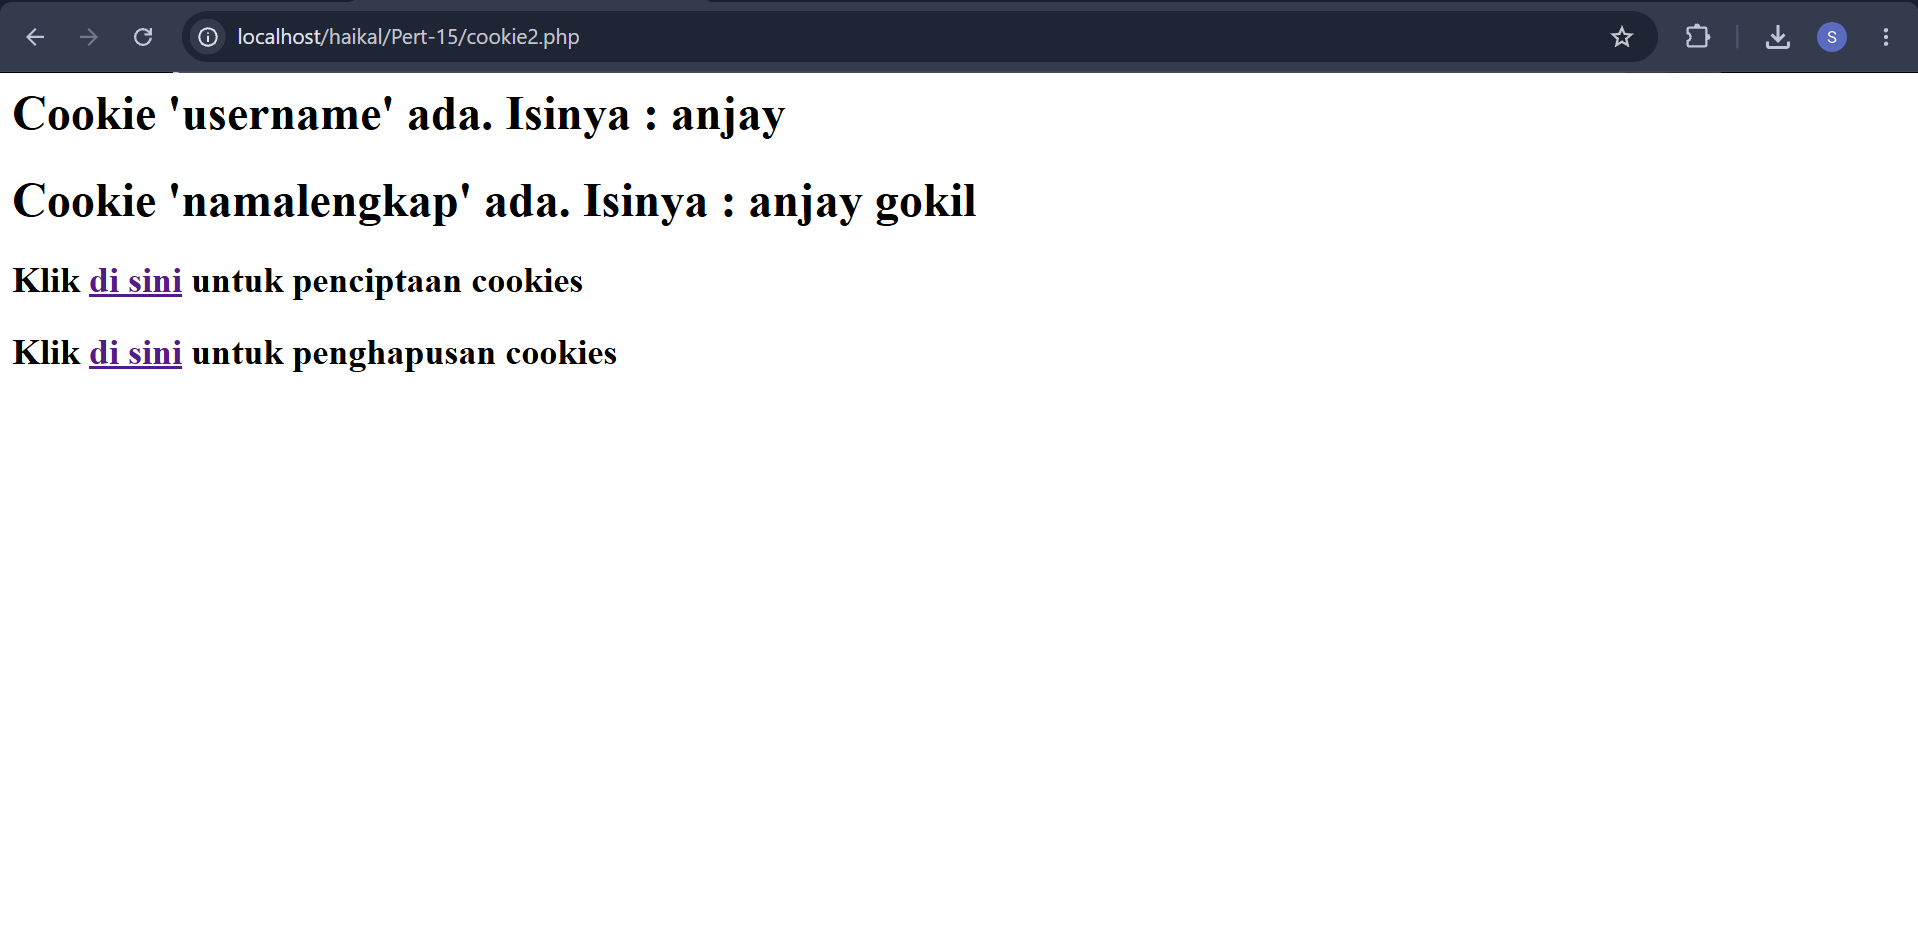 localhost/haikal/Pert-15/cookie2.php
S
Cookie 'username' ada. Isinya : anjay
Cookie 'namalengkap' ada. Isinya : anjay gokil
Klik di sini untuk penciptaan cookies
Klik di sini untuk penghapusan cookies